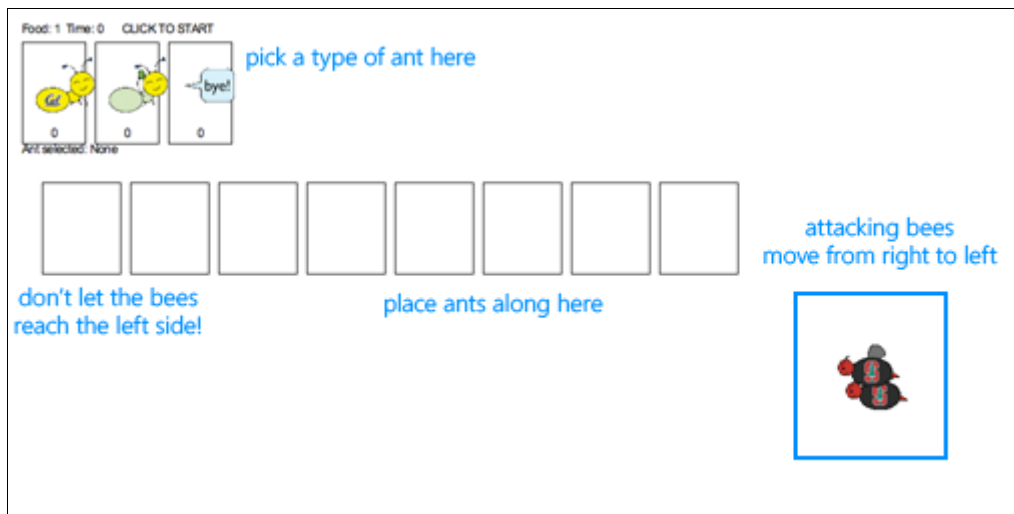 Food: 1 Time: 0 CLICK TO START
pick a type of ant here
Cal
bye!
0 0 0
Ant selected: None
attacking bees
move from right to left
don't let the bees
reach the left side!
place ants along here
S
S